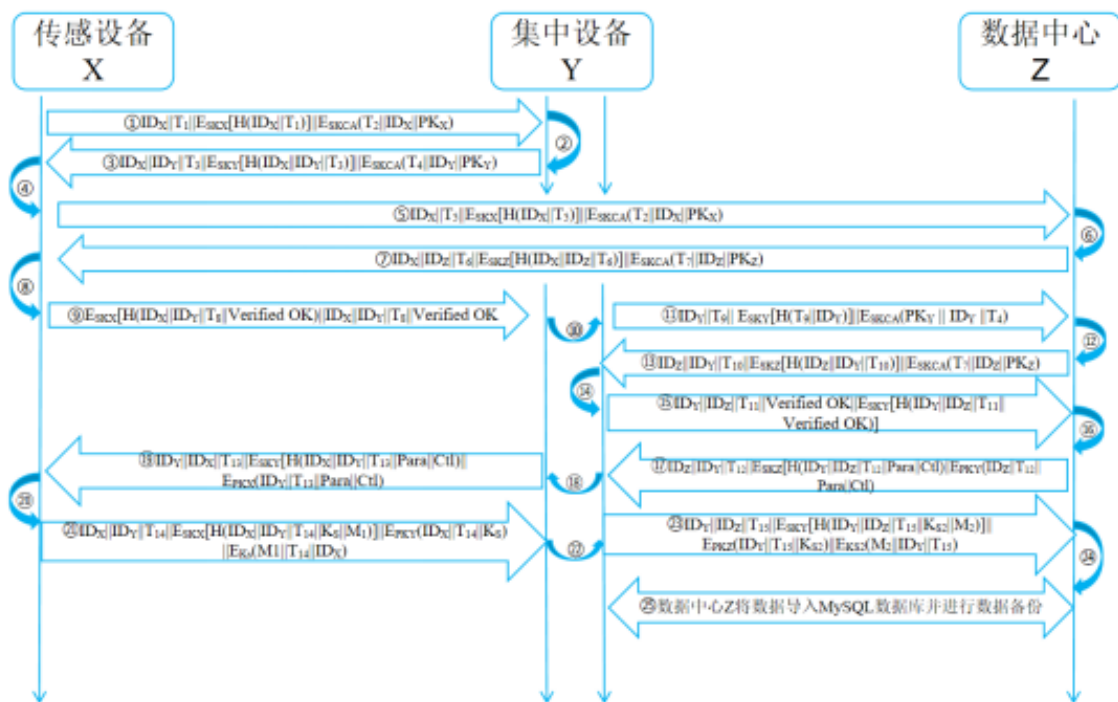 传感设备
X
集中设备
Y
数据中心
Z
①IDX||T1||ESKX[H(IDX||T1)]||ESKCA(T2||IDX||PKX)
②
③IDX||IDY||T3||ESKY[H(IDX||IDY||T3)]||ESKCA(T4||IDY||PKY)
④
⑤IDX||T5||ESKX[H(IDX||T5)]||ESKCA(T2||IDX||PKX)
⑥
⑦IDX||IDZ||T6||ESKZ[H(IDX||IDZ||T6)]||ESKCA(T7||IDZ||PKZ)
⑧
⑨ESKX[H(IDX||IDY||T8||Verified OK)||IDX||IDY||T8||Verified OK
⑩
⑪IDY||T9|| ESKY[H(T9||IDY)]||ESKCA(PKY || IDY ||T4)
⑫
⑬IDZ||IDY||T10||ESKZ[H(IDZ||IDY||T10)]||ESKCA(T7||IDZ||PKZ)
⑭
⑮IDY||IDZ||T11||Verified OK||ESKY[H(IDY||IDZ||T11||
Verified OK)]
⑯
⑰IDZ||IDY||T12||ESKZ[H(IDY||IDZ||T12||Para||Ctl)||EPKY(IDZ||T12||
Para||Ctl)
⑱
⑲IDY||IDX||T13||ESKY[H(IDX||IDY||T13||Para||Ctl)||
EPKX(IDY||T13||Para||Ctl)
⑳
㉑IDX||IDY||T14||ESKX[H(IDX||IDY||T14||KS||M1)]||EPKY(IDX||T14||KS)
||EKS(M1||T14||IDX)
㉒
㉓IDY||IDZ||T15||ESKY[H(IDY||IDZ||T15||KS2||M2)]||
EPKZ(IDY||T15||KS2)||EKS2(M2||IDY||T15)
㉔
㉕数据中心Z将数据导入MySQL数据库并进行数据备份